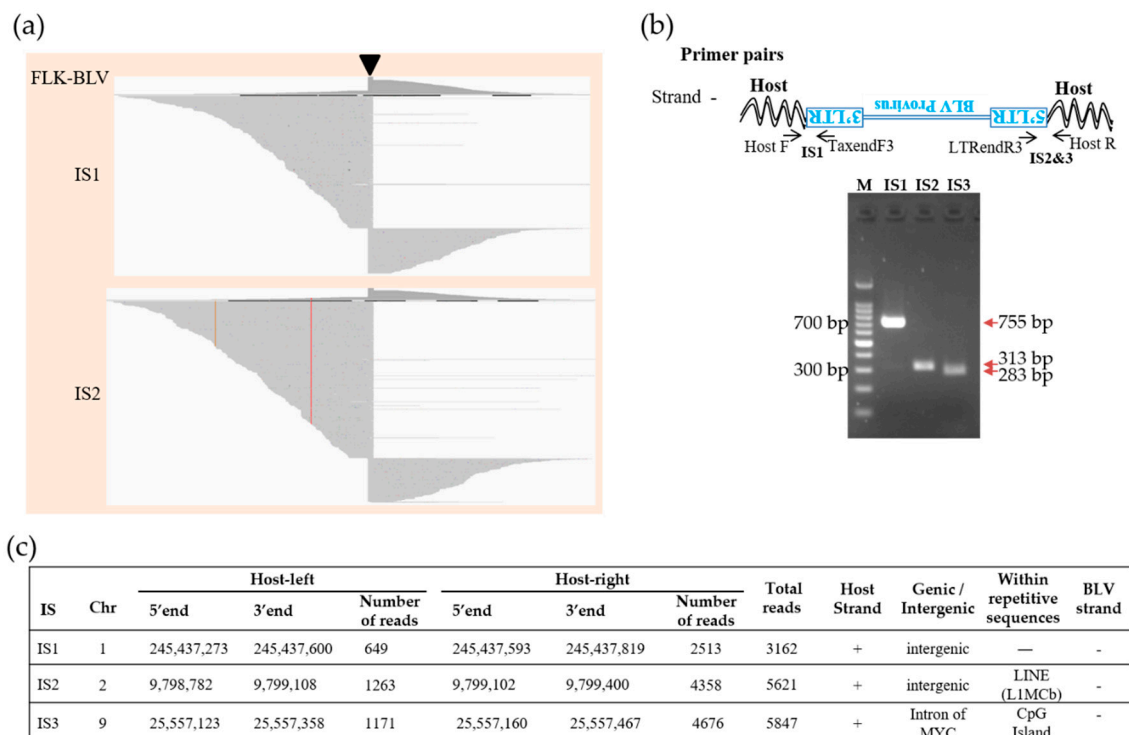 (a)
FLK-BLV
IS1
IS2
(b)
Primer pairs
Strand -
Host
Host
3'LTR
BLV Provirus
5'LTR
Host F
IS1
TaxendF3
LTRendR3
IS2&3
Host R
M IS1 IS2 IS3
700 bp
755 bp
313 bp
300 bp
283 bp
(c)
IS Chr Host-left Host-right Total reads Host Strand Genic / Intergenic Within repetitive sequences BLV strand
5'end 3'end Number of reads 5'end 3'end Number of reads
IS1 1 245,437,273 245,437,600 649 245,437,593 245,437,819 2513 3162 + intergenic — -
IS2 2 9,798,782 9,799,108 1263 9,799,102 9,799,400 4358 5621 + intergenic LINE (L1MCb) -
IS3 9 25,557,123 25,557,358 1171 25,557,160 25,557,467 4676 5847 + Intron of MYC CpG Island -